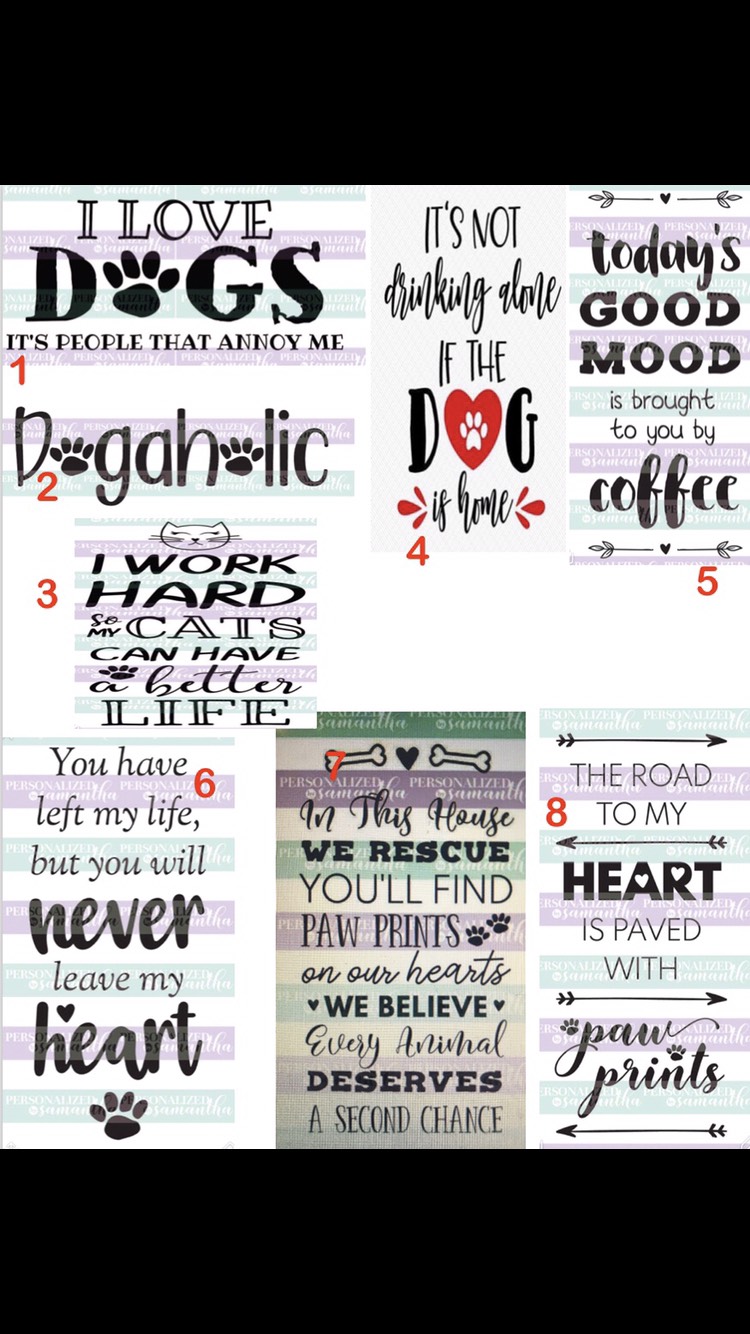 I LOVE
DOGS
IT'S PEOPLE THAT ANNOY ME
1
Dogaholic
2
3
I WORK
HARD
SO MY CATS
CAN HAVE
a better
LIFE
IT'S NOT
drinking alone
IF THE
DOG
is home
4
today's
GOOD
MOOD
is brought
to you by
coffee
5
You have
6
left my life,
but you will
never
leave my
heart
7
PERSONALIZED PERSONALIZED
by samantha by samantha
In This House
WE RESCUE
YOU'LL FIND
PAW PRINTS
on our hearts
WE BELIEVE
Every Animal
DESERVES
A SECOND CHANCE
THE ROAD
8
TO MY
HEART
IS PAVED
WITH
paw
prints